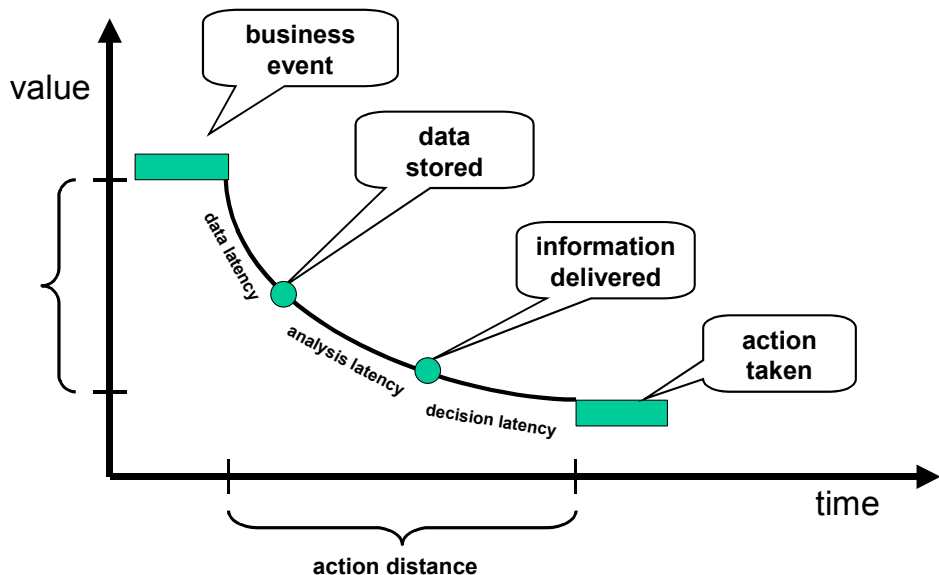 business
event
value
data
stored
data latency
information
delivered
analysis latency
action
taken
decision latency
time
action distance